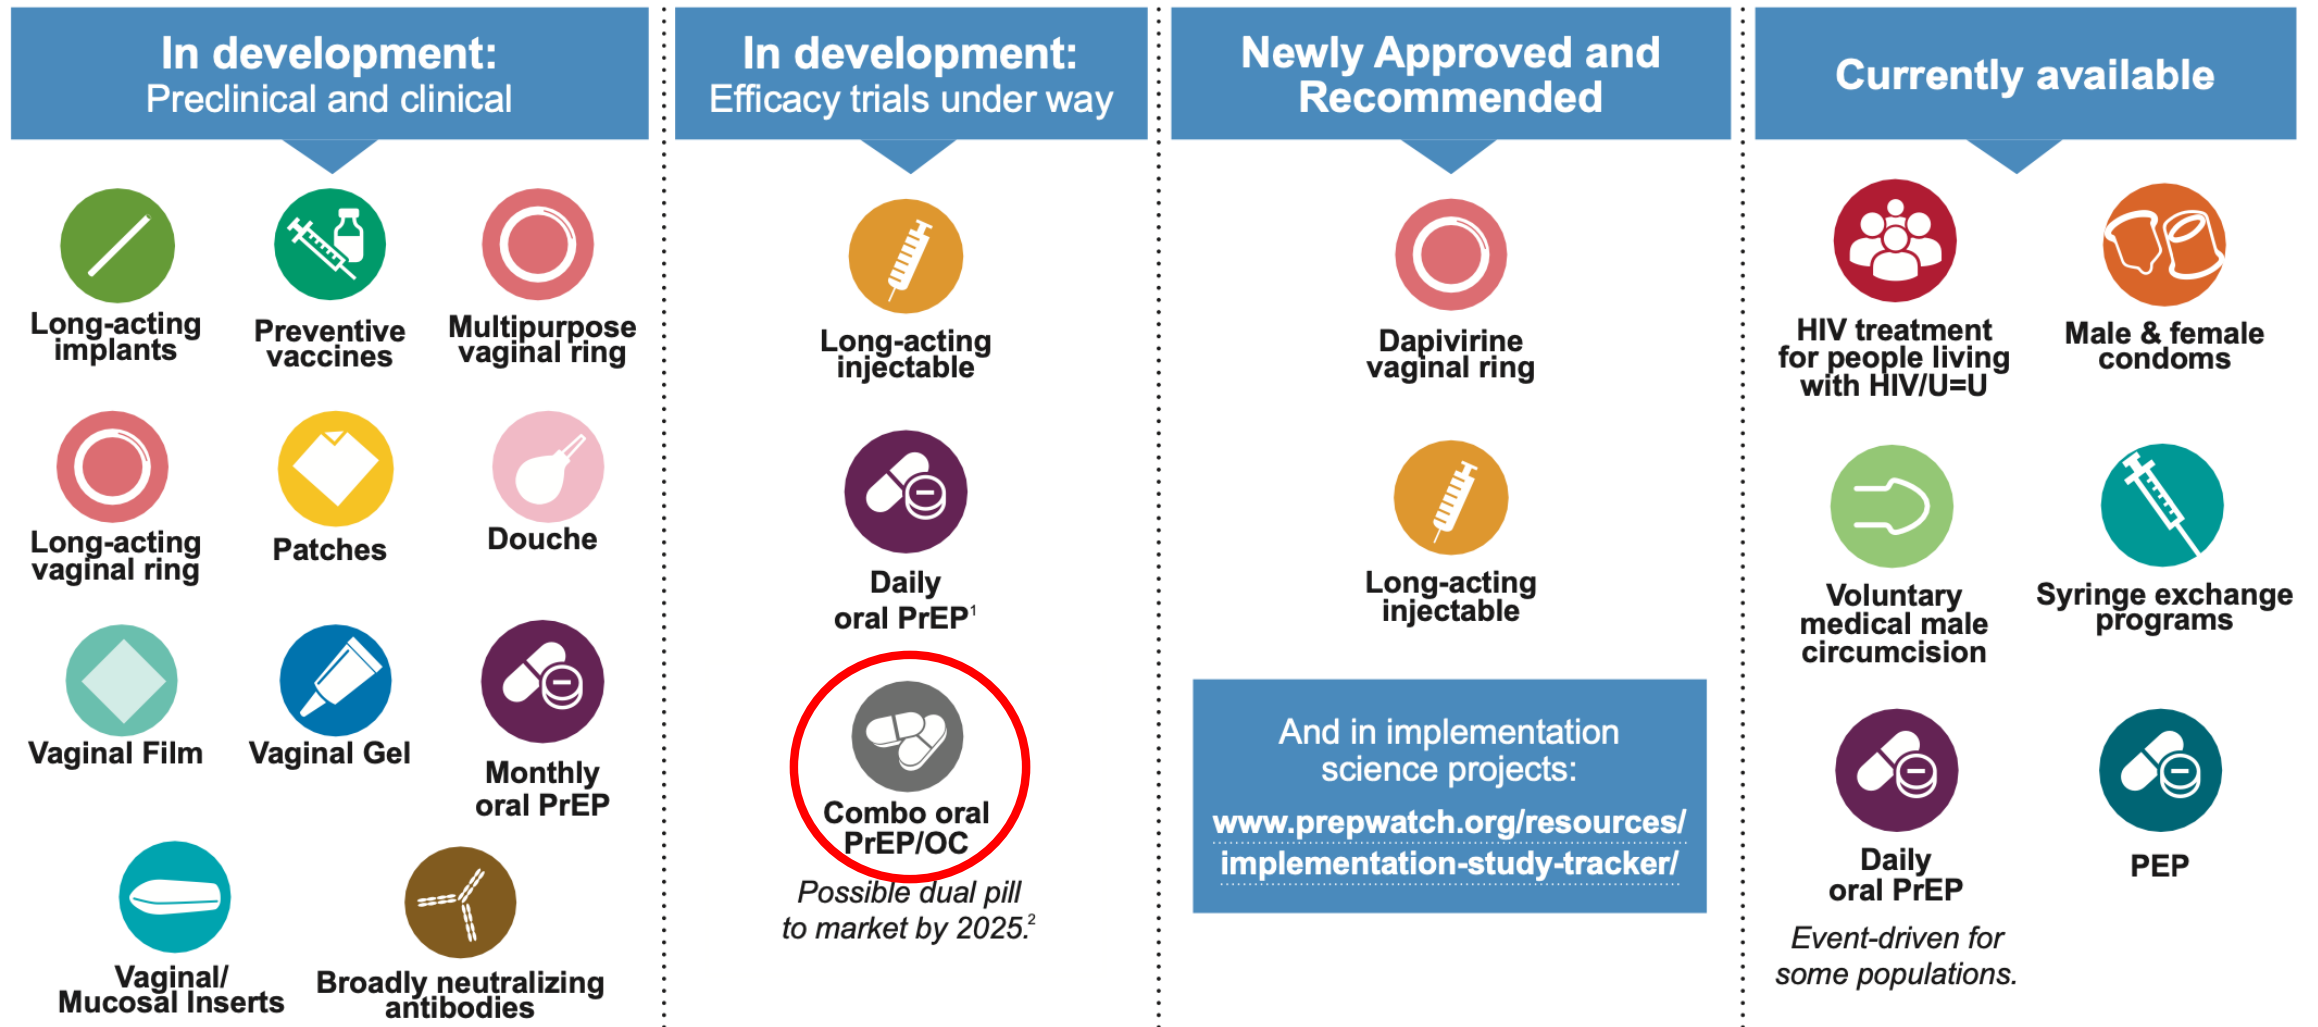 In development:
Preclinical and clinical
Long-acting
implants
Preventive
vaccines
Multipurpose
vaginal ring
Long-acting
vaginal ring
Patches
Douche
Vaginal Film
Vaginal Gel
Monthly
oral PrEP
Vaginal/
Mucosal Inserts
Broadly neutralizing
antibodies
In development:
Efficacy trials under way
Long-acting
injectable
Daily
oral PrEP¹
Combo oral
PrEP/OC
Possible dual pill
to market by 2025.²
Newly Approved and
Recommended
Dapivirine
vaginal ring
Long-acting
injectable
And in implementation
science projects:
www.prepwatch.org/resources/
implementation-study-tracker/
Currently available
HIV treatment
for people living
with HIV/U=U
Male & female
condoms
Voluntary
medical male
circumcision
Syringe exchange
programs
Daily
oral PrEP
Event-driven for
some populations.
PEP